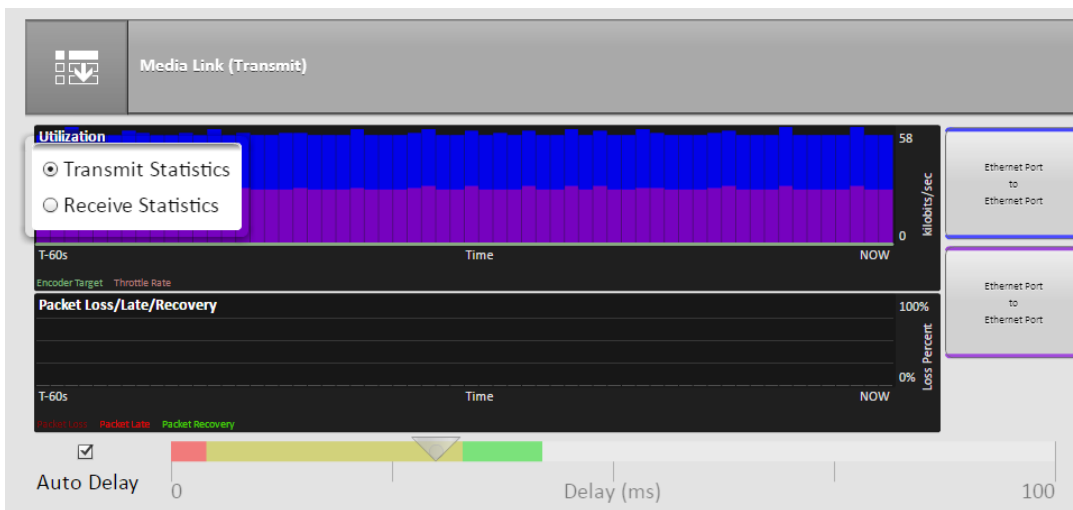 Media Link (Transmit)
Utilization
58
Transmit Statistics
Receive Statistics
kilobits/sec
0
T-60s Time NOW
Encoder Target Throttle Rate
Ethernet Port
to
Ethernet Port
Packet Loss/Late/Recovery
100%
Loss Percent
0%
T-60s Time NOW
Packet Loss Packet Late Packet Recovery
Ethernet Port
to
Ethernet Port
Auto Delay
0 Delay (ms) 100